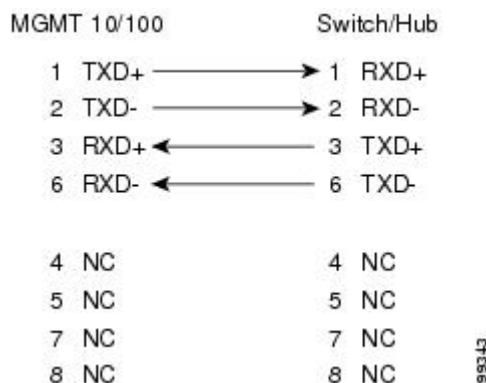 MGMT 10/100 Switch/Hub
1 TXD+ 1 RXD+
2 TXD- 2 RXD-
3 RXD+ 3 TXD+
6 RXD- 6 TXD-
4 NC 4 NC
5 NC 5 NC
7 NC 7 NC
8 NC 8 NC
99343